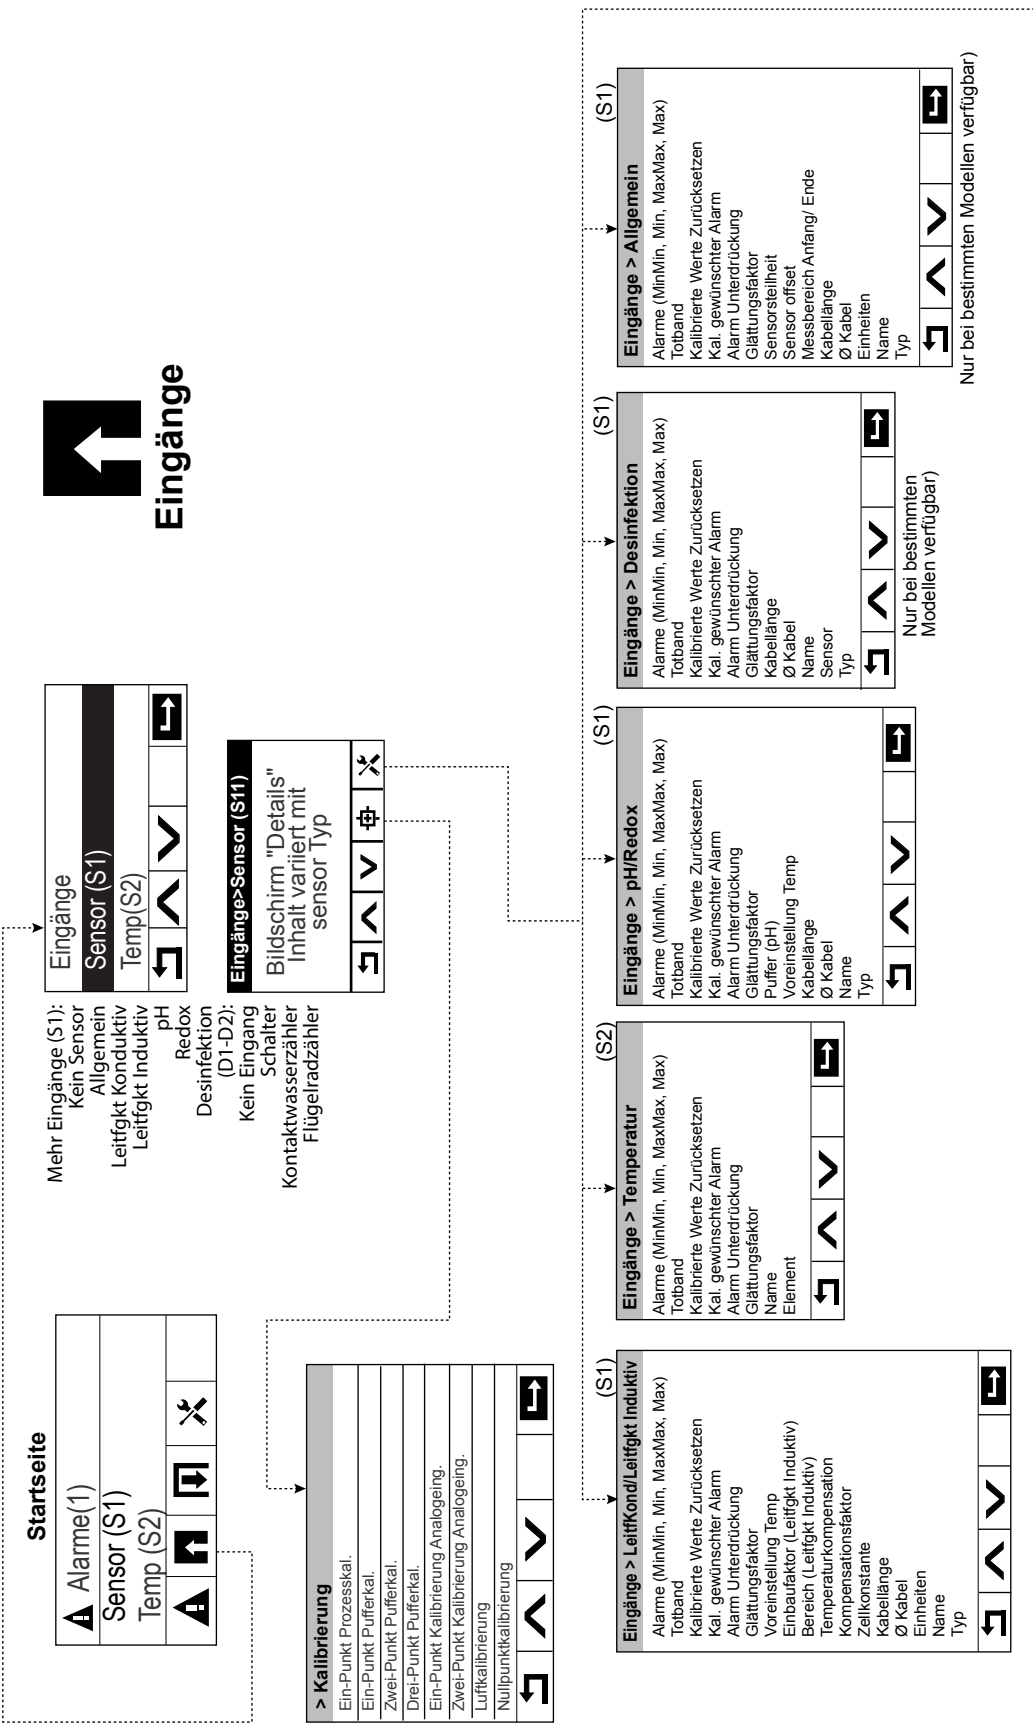 Eingänge
Startseite
Alarme(1)
Sensor (S1)
Temp (S2)
Mehr Eingänge (S1):
Kein Sensor
Allgemein
Leitfgkt Konduktiv
Leitfgkt Induktiv
pH
Redox
Desinfektion
(D1-D2):
Kein Eingang
Schalter
Kontaktwasserzähler
Flügelradzähler
Eingänge
Sensor (S1)
Temp(S2)
Eingänge>Sensor (S11)
Bildschirm "Details"
Inhalt variiert mit
sensor Typ
> Kalibrierung
Ein-Punkt Prozesskal.
Ein-Punkt Pufferkal.
Zwei-Punkt Pufferkal.
Drei-Punkt Pufferkal.
Ein-Punkt Kalibrierung Analogeing.
Zwei-Punkt Kalibrierung Analogeing.
Luftkalibrierung
Nullpunktkalibrierung
(S1)
Eingänge > LeitfKond/Leitfgkt Induktiv
Alarme (MinMin, Min, MaxMax, Max)
Totband
Kalibrierte Werte Zurücksetzen
Kal. gewünschter Alarm
Alarm Unterdrückung
Glättungsfaktor
Voreinstellung Temp
Einbaufaktor (Leitfgkt Induktiv)
Bereich (Leitfgkt Induktiv)
Temperaturkompensation
Kompensationsfaktor
Zellkonstante
Kabellänge
Ø Kabel
Einheiten
Name
Typ
(S2)
Eingänge > Temperatur
Alarme (MinMin, Min, MaxMax, Max)
Totband
Kalibrierte Werte Zurücksetzen
Kal. gewünschter Alarm
Alarm Unterdrückung
Glättungsfaktor
Name
Element
(S1)
Eingänge > pH/Redox
Alarme (MinMin, Min, MaxMax, Max)
Totband
Kalibrierte Werte Zurücksetzen
Kal. gewünschter Alarm
Alarm Unterdrückung
Glättungsfaktor
Puffer (pH)
Voreinstellung Temp
Kabellänge
Ø Kabel
Name
Typ
(S1)
Eingänge > Desinfektion
Alarme (MinMin, Min, MaxMax, Max)
Totband
Kalibrierte Werte Zurücksetzen
Kal. gewünschter Alarm
Alarm Unterdrückung
Glättungsfaktor
Kabellänge
Ø Kabel
Name
Sensor
Typ
Nur bei bestimmten
Modellen verfügbar)
(S1)
Eingänge > Allgemein
Alarme (MinMin, Min, MaxMax, Max)
Totband
Kalibrierte Werte Zurücksetzen
Kal. gewünschter Alarm
Alarm Unterdrückung
Glättungsfaktor
Sensorsteilheit
Sensor offset
Messbereich Anfang/ Ende
Kabellänge
Ø Kabel
Einheiten
Name
Typ
Nur bei bestimmten Modellen verfügbar)